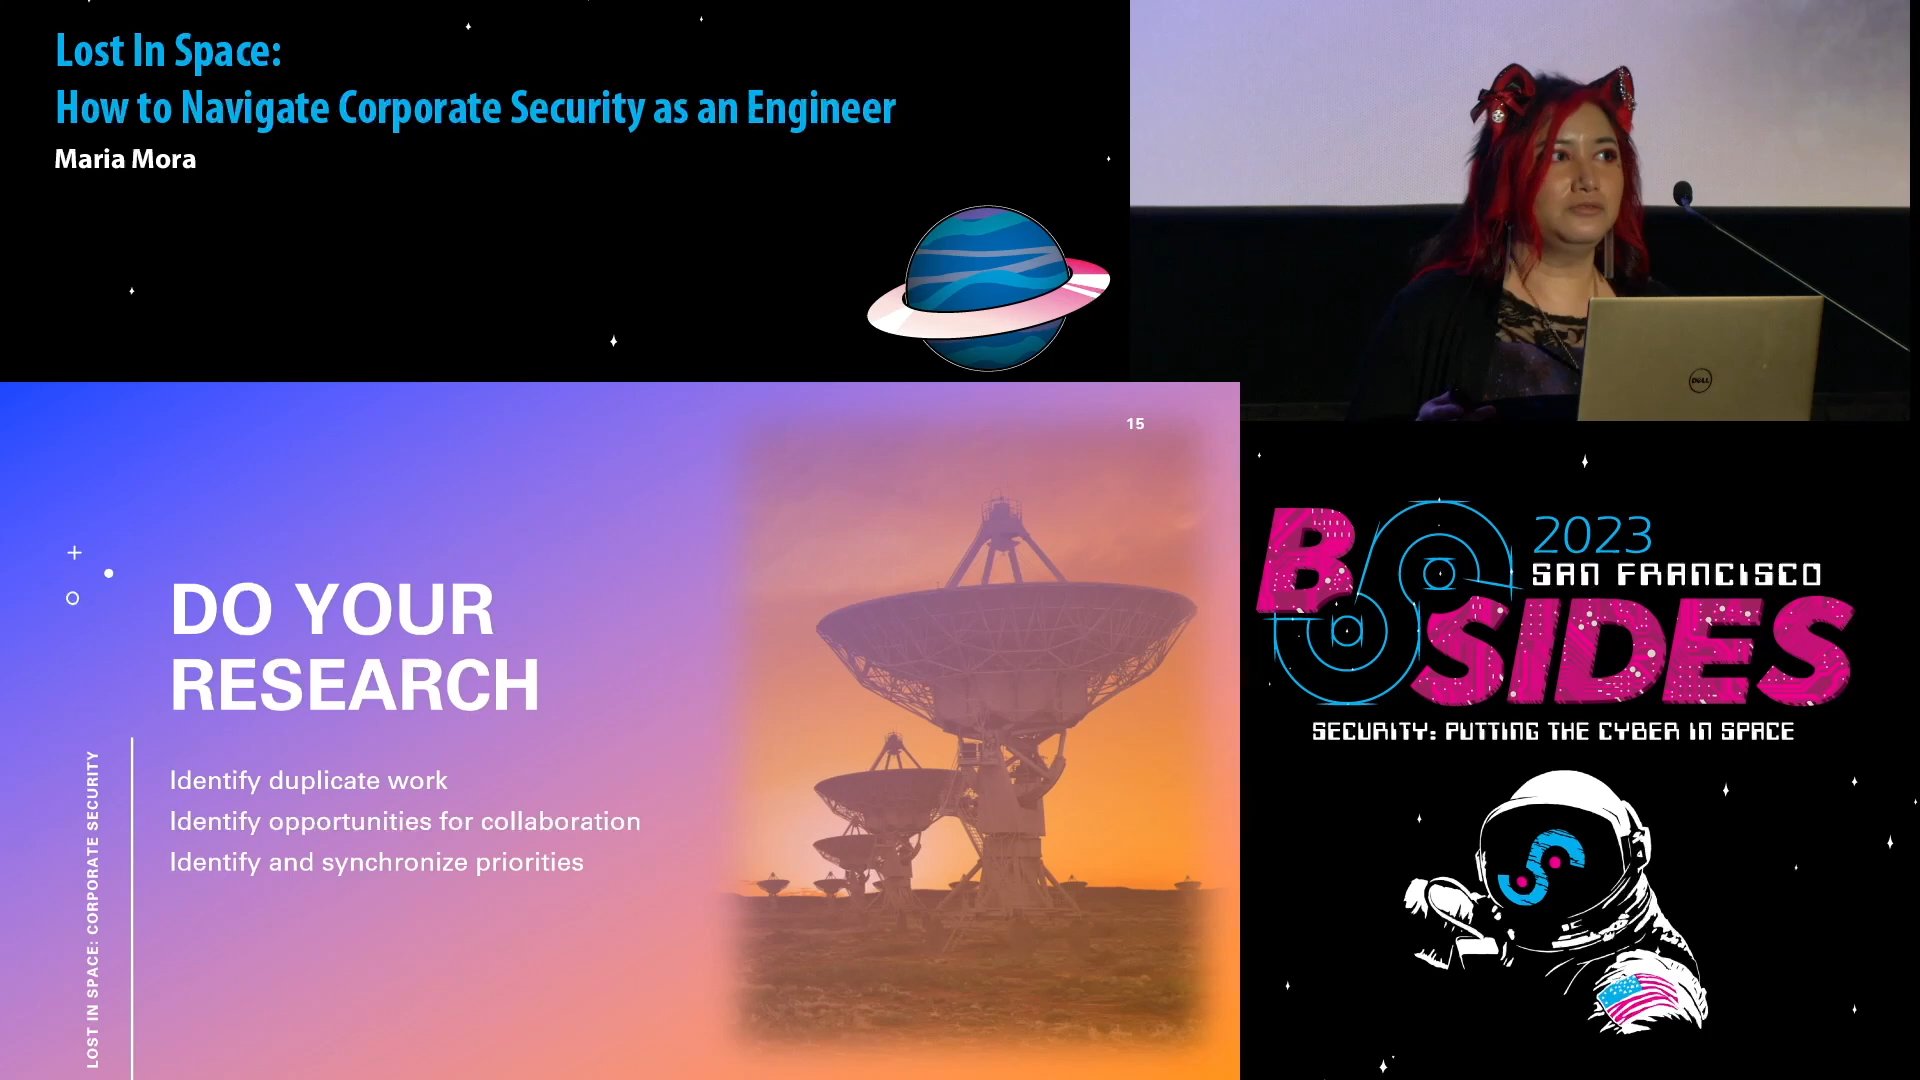 Lost In Space:
How to Navigate Corporate Security as an Engineer
Maria Mora
DELL
15
DO YOUR
RESEARCH
Identify duplicate work
Identify opportunities for collaboration
Identify and synchronize priorities
LOST IN SPACE: CORPORATE SECURITY
2023
SAN FRANCISCO
BSIDES
SECURITY: PUTTING THE CYBER IN SPACE